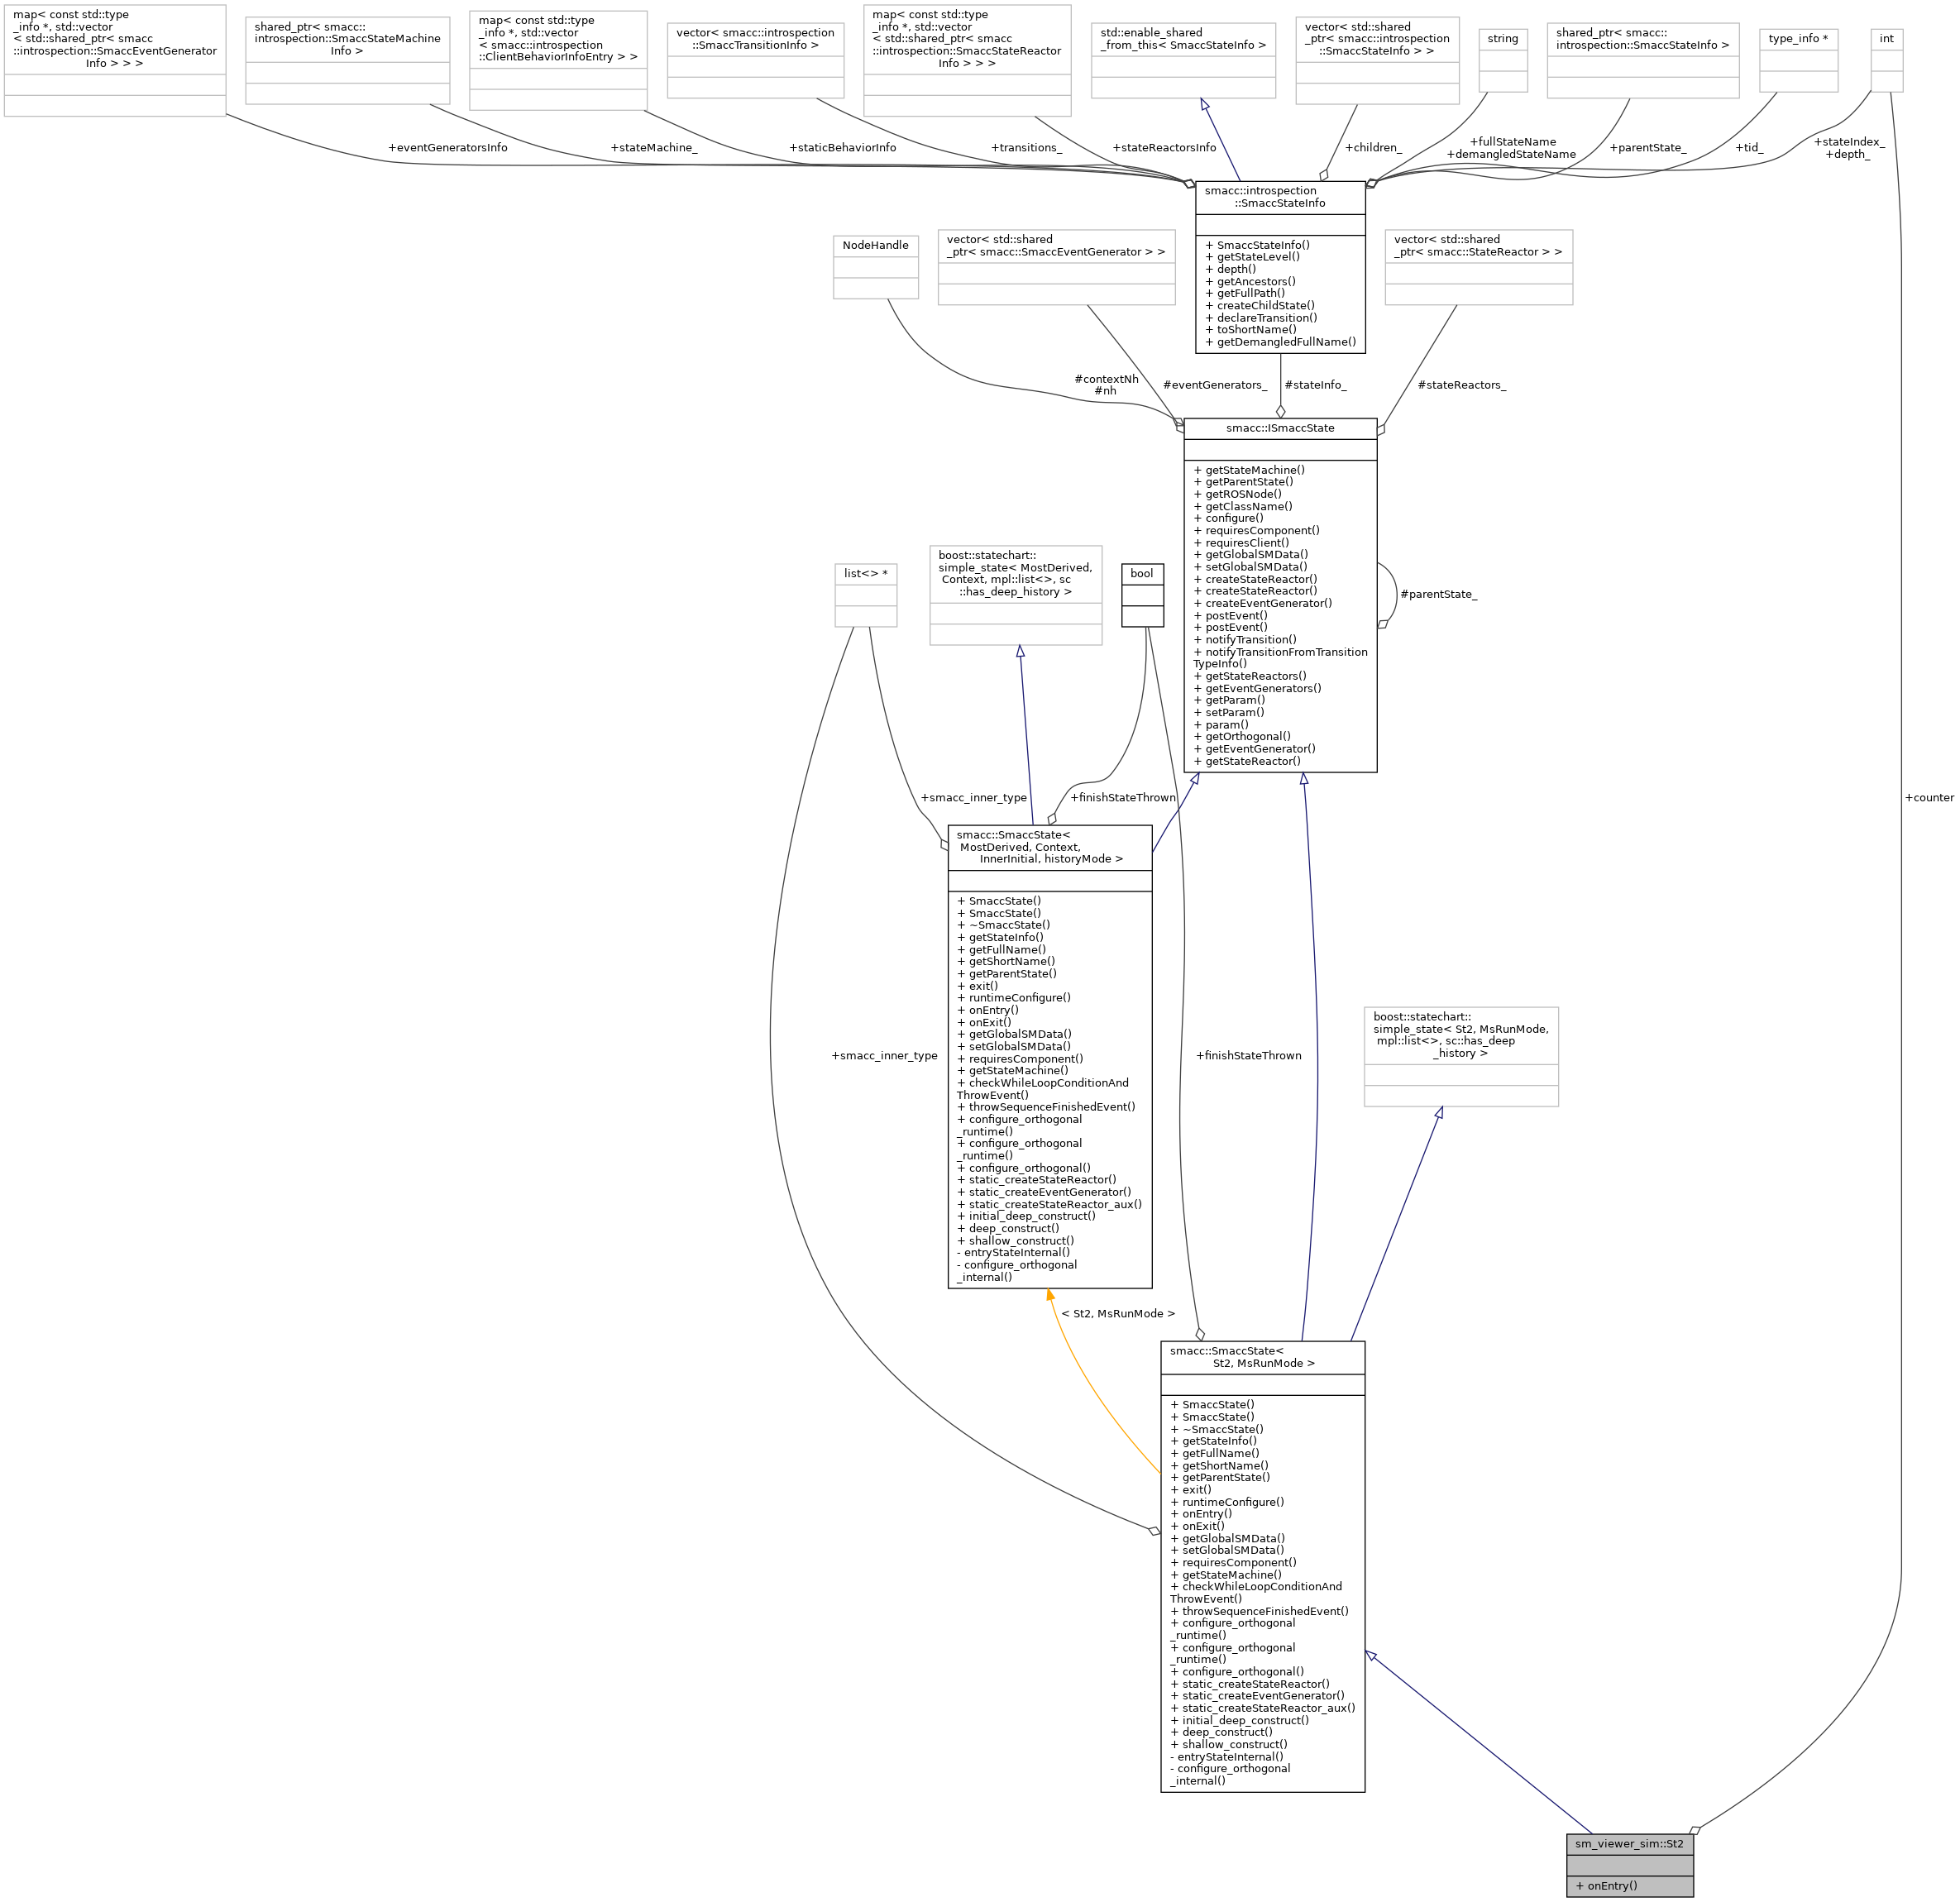 map< const std::type
_info *, std::vector
< std::shared_ptr< smacc
::introspection::SmaccEventGenerator
Info > > >
shared_ptr< smacc::
introspection::SmaccStateMachine
Info >
map< const std::type
_info *, std::vector
< smacc::introspection
::ClientBehaviorInfoEntry > >
vector< smacc::introspection
::SmaccTransitionInfo >
map< const std::type
_info *, std::vector
< std::shared_ptr< smacc
::introspection::SmaccStateReactor
Info > > >
std::enable_shared
_from_this< SmaccStateInfo >
vector< std::shared
_ptr< smacc::introspection
::SmaccStateInfo > >
string
shared_ptr< smacc::
introspection::SmaccStateInfo >
type_info *
int
+eventGeneratorsInfo
+stateMachine_
+staticBehaviorInfo
+transitions_
+stateReactorsInfo
+children_
+fullStateName
+demangledStateName
+parentState_
+tid_
+stateIndex_
+depth_
smacc::introspection
::SmaccStateInfo
+ SmaccStateInfo()
+ getStateLevel()
+ depth()
+ getAncestors()
+ getFullPath()
+ createChildState()
+ declareTransition()
+ toShortName()
+ getDemangledFullName()
NodeHandle
vector< std::shared
_ptr< smacc::SmaccEventGenerator > >
vector< std::shared
_ptr< smacc::StateReactor > >
#contextNh
#nh
#eventGenerators_
#stateInfo_
#stateReactors_
smacc::ISmaccState
+ getStateMachine()
+ getParentState()
+ getROSNode()
+ getClassName()
+ configure()
+ requiresComponent()
+ requiresClient()
+ getGlobalSMData()
+ setGlobalSMData()
+ createStateReactor()
+ createStateReactor()
+ createEventGenerator()
+ postEvent()
+ postEvent()
+ notifyTransition()
+ notifyTransitionFromTransition
TypeInfo()
+ getStateReactors()
+ getEventGenerators()
+ getParam()
+ setParam()
+ param()
+ getOrthogonal()
+ getEventGenerator()
+ getStateReactor()
#parentState_
list<> *
boost::statechart::
simple_state< MostDerived,
Context, mpl::list<>, sc
::has_deep_history >
bool
+smacc_inner_type
+finishStateThrown
+counter
smacc::SmaccState<
MostDerived, Context,
InnerInitial, historyMode >
+ SmaccState()
+ SmaccState()
+ ~SmaccState()
+ getStateInfo()
+ getFullName()
+ getShortName()
+ getParentState()
+ exit()
+ runtimeConfigure()
+ onEntry()
+ onExit()
+ getGlobalSMData()
+ setGlobalSMData()
+ requiresComponent()
+ getStateMachine()
+ checkWhileLoopConditionAnd
ThrowEvent()
+ throwSequenceFinishedEvent()
+ configure_orthogonal
_runtime()
+ configure_orthogonal
_runtime()
+ configure_orthogonal()
+ static_createStateReactor()
+ static_createEventGenerator()
+ static_createStateReactor_aux()
+ initial_deep_construct()
+ deep_construct()
+ shallow_construct()
- entryStateInternal()
- configure_orthogonal
_internal()
boost::statechart::
simple_state< St2, MsRunMode,
mpl::list<>, sc::has_deep
_history >
+smacc_inner_type
+finishStateThrown
< St2, MsRunMode >
smacc::SmaccState<
St2, MsRunMode >
+ SmaccState()
+ SmaccState()
+ ~SmaccState()
+ getStateInfo()
+ getFullName()
+ getShortName()
+ getParentState()
+ exit()
+ runtimeConfigure()
+ onEntry()
+ onExit()
+ getGlobalSMData()
+ setGlobalSMData()
+ requiresComponent()
+ getStateMachine()
+ checkWhileLoopConditionAnd
ThrowEvent()
+ throwSequenceFinishedEvent()
+ configure_orthogonal
_runtime()
+ configure_orthogonal
_runtime()
+ configure_orthogonal()
+ static_createStateReactor()
+ static_createEventGenerator()
+ static_createStateReactor_aux()
+ initial_deep_construct()
+ deep_construct()
+ shallow_construct()
- entryStateInternal()
- configure_orthogonal
_internal()
sm_viewer_sim::St2
+ onEntry()